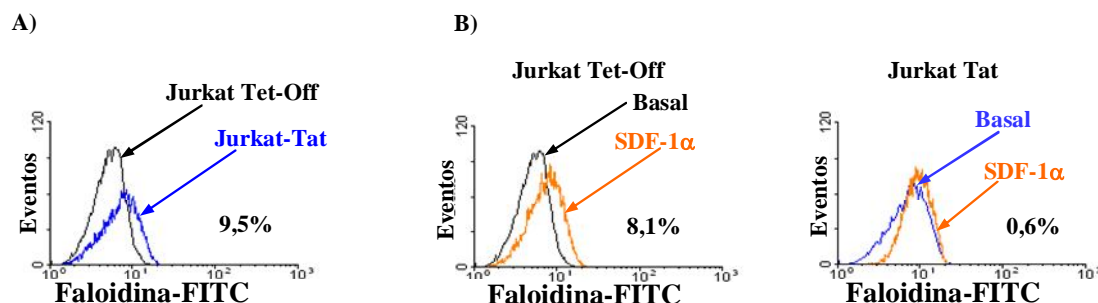 A)
Jurkat Tet-Off
Jurkat-Tat
120
Eventos
0
9,5%
10⁰ 10¹ 10² 10³
Faloidina-FITC
B)
Jurkat Tet-Off
Basal
SDF-1α
120
Eventos
0
8,1%
10⁰ 10¹ 10² 10³
Faloidina-FITC
Jurkat Tat
Basal
SDF-1α
120
Eventos
0
0,6%
10⁰ 10¹ 10² 10³
Faloidina-FITC